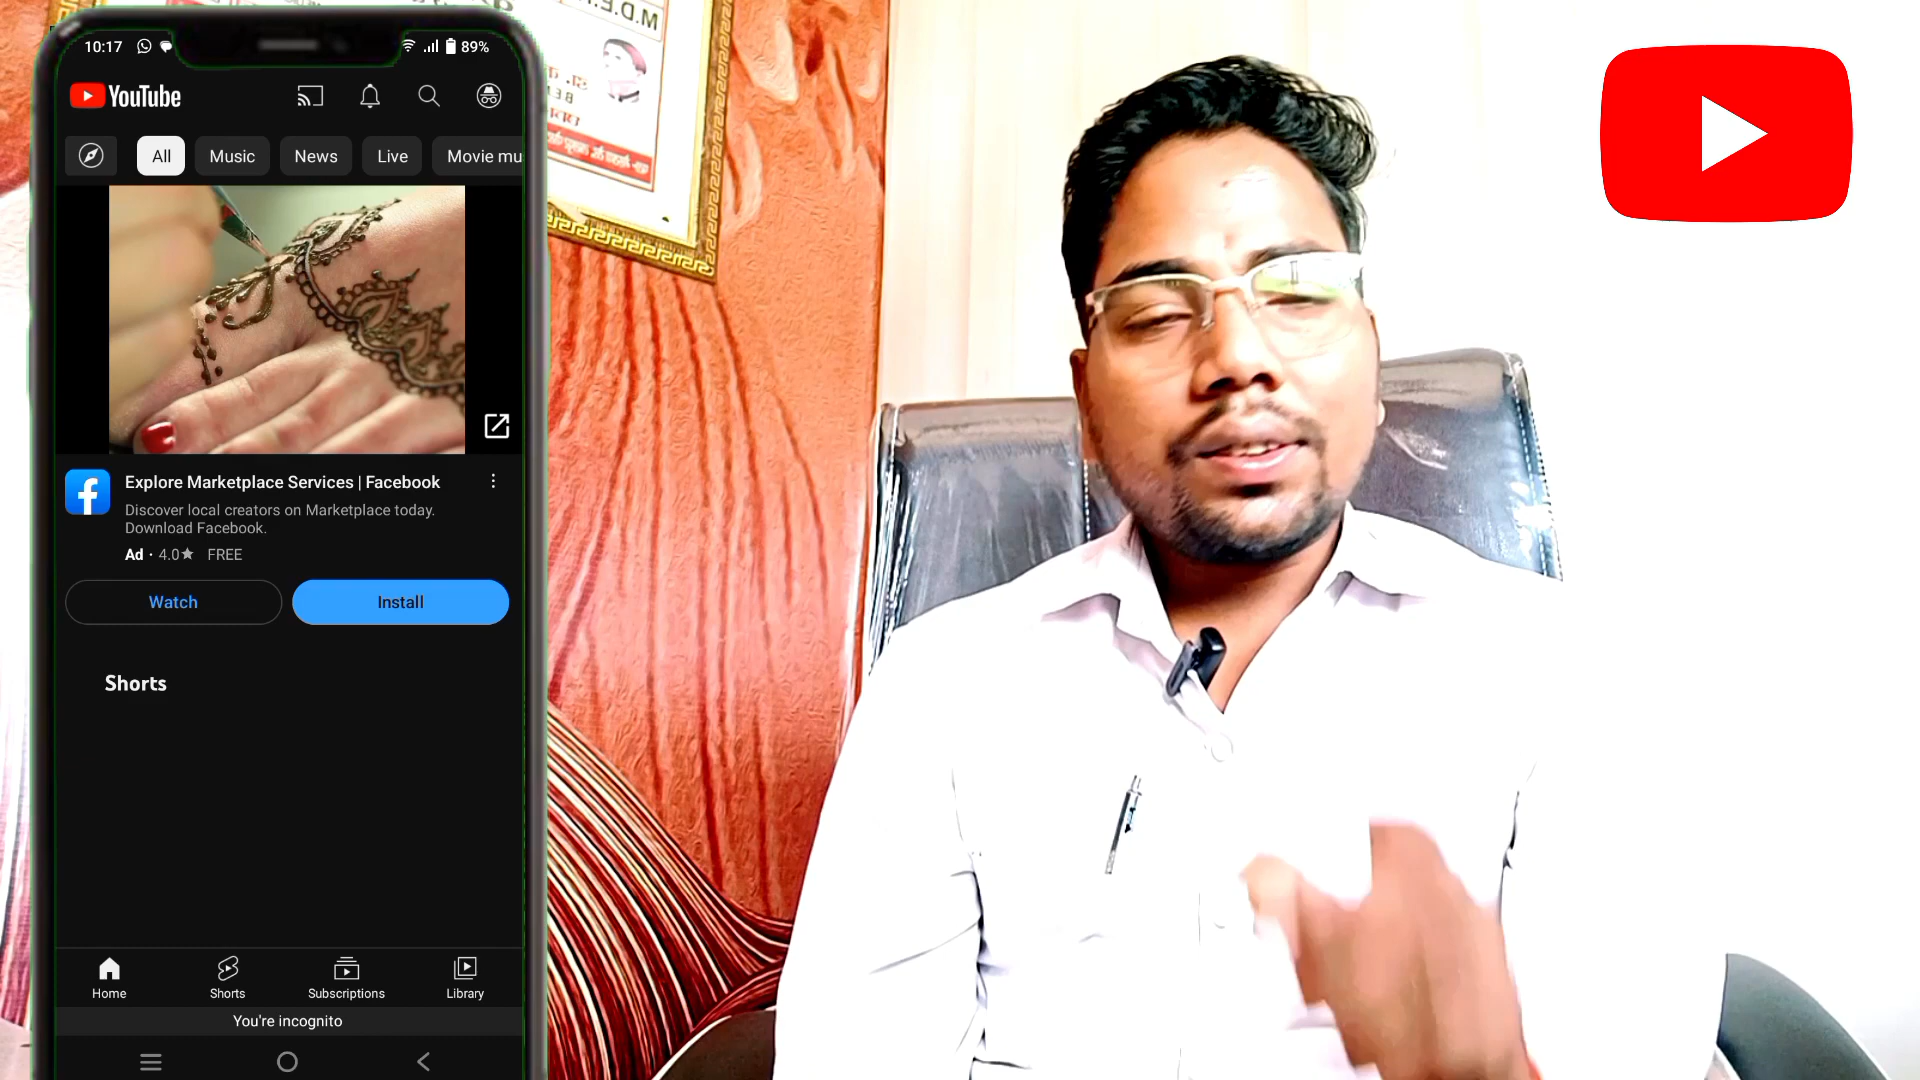 10:17
89%
YouTube
All
Music
News
Live
Movie mu
Explore Marketplace Services | Facebook
Discover local creators on Marketplace today.
Download Facebook.
Ad · 4.0★ FREE
Watch
Install
Shorts
Home
Shorts
Subscriptions
Library
You're incognito
M.D.E.H